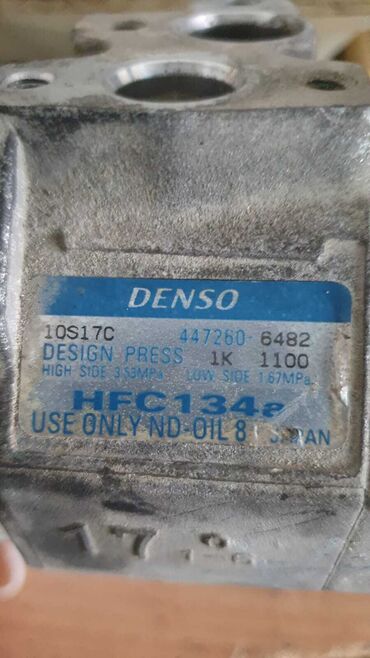 DENSO
10S17C 447260-6482
DESIGN PRESS 1K 1100
HIGH SIDE 3.53MPa LOW SIDE 1.67MPa
HFC134a
USE ONLY ND-OIL 8 JAPAN
17